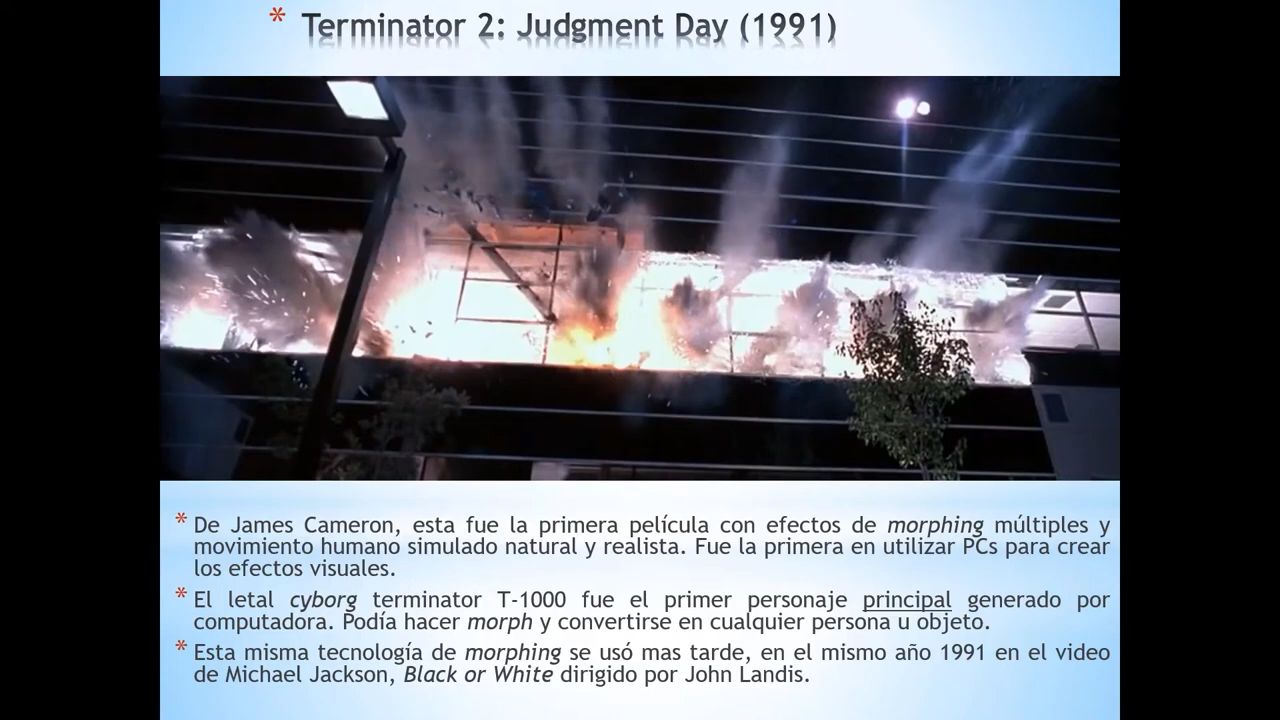 * Terminator 2: Judgment Day (1991)
* De James Cameron, esta fue la primera película con efectos de morphing múltiples y
movimiento humano simulado natural y realista. Fue la primera en utilizar PCs para crear
los efectos visuales.
* El letal cyborg terminator T-1000 fue el primer personaje principal generado por
computadora. Podía hacer morph y convertirse en cualquier persona u objeto.
* Esta misma tecnología de morphing se usó mas tarde, en el mismo año 1991 en el video
de Michael Jackson, Black or White dirigido por John Landis.